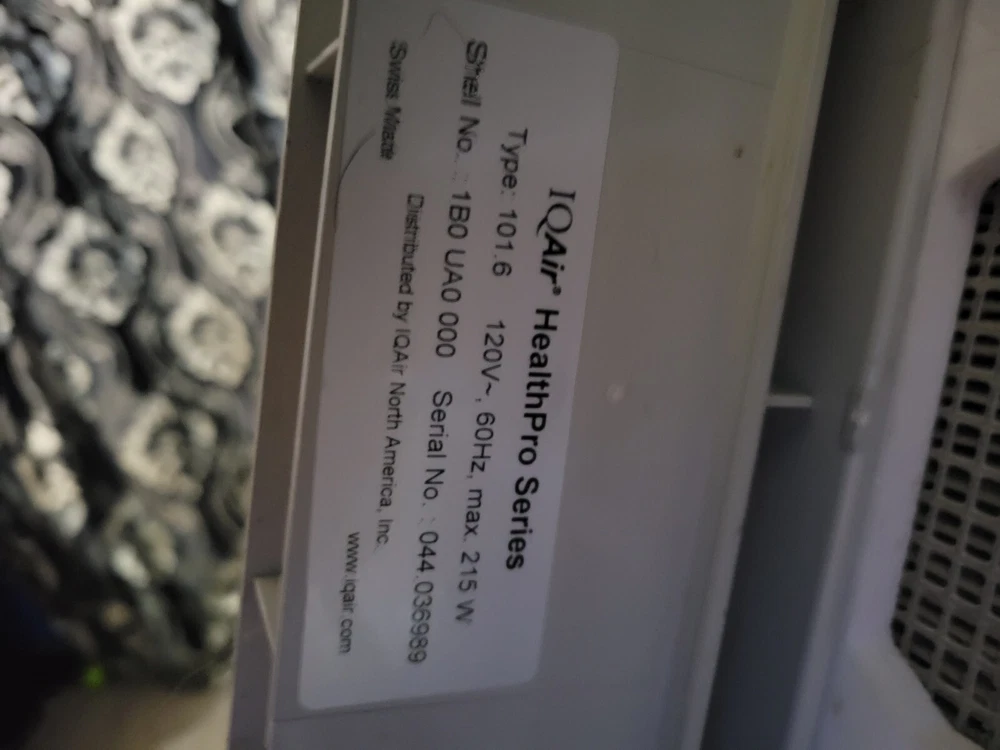 IQAir® HealthPro Series
Type: 101.6 120V~, 60Hz, max. 215 W
Shell No. : 1B0 UA0 000 Serial No. : 044.036989
Distributed by IQAir North America, Inc.
Swiss Made www.iqair.com